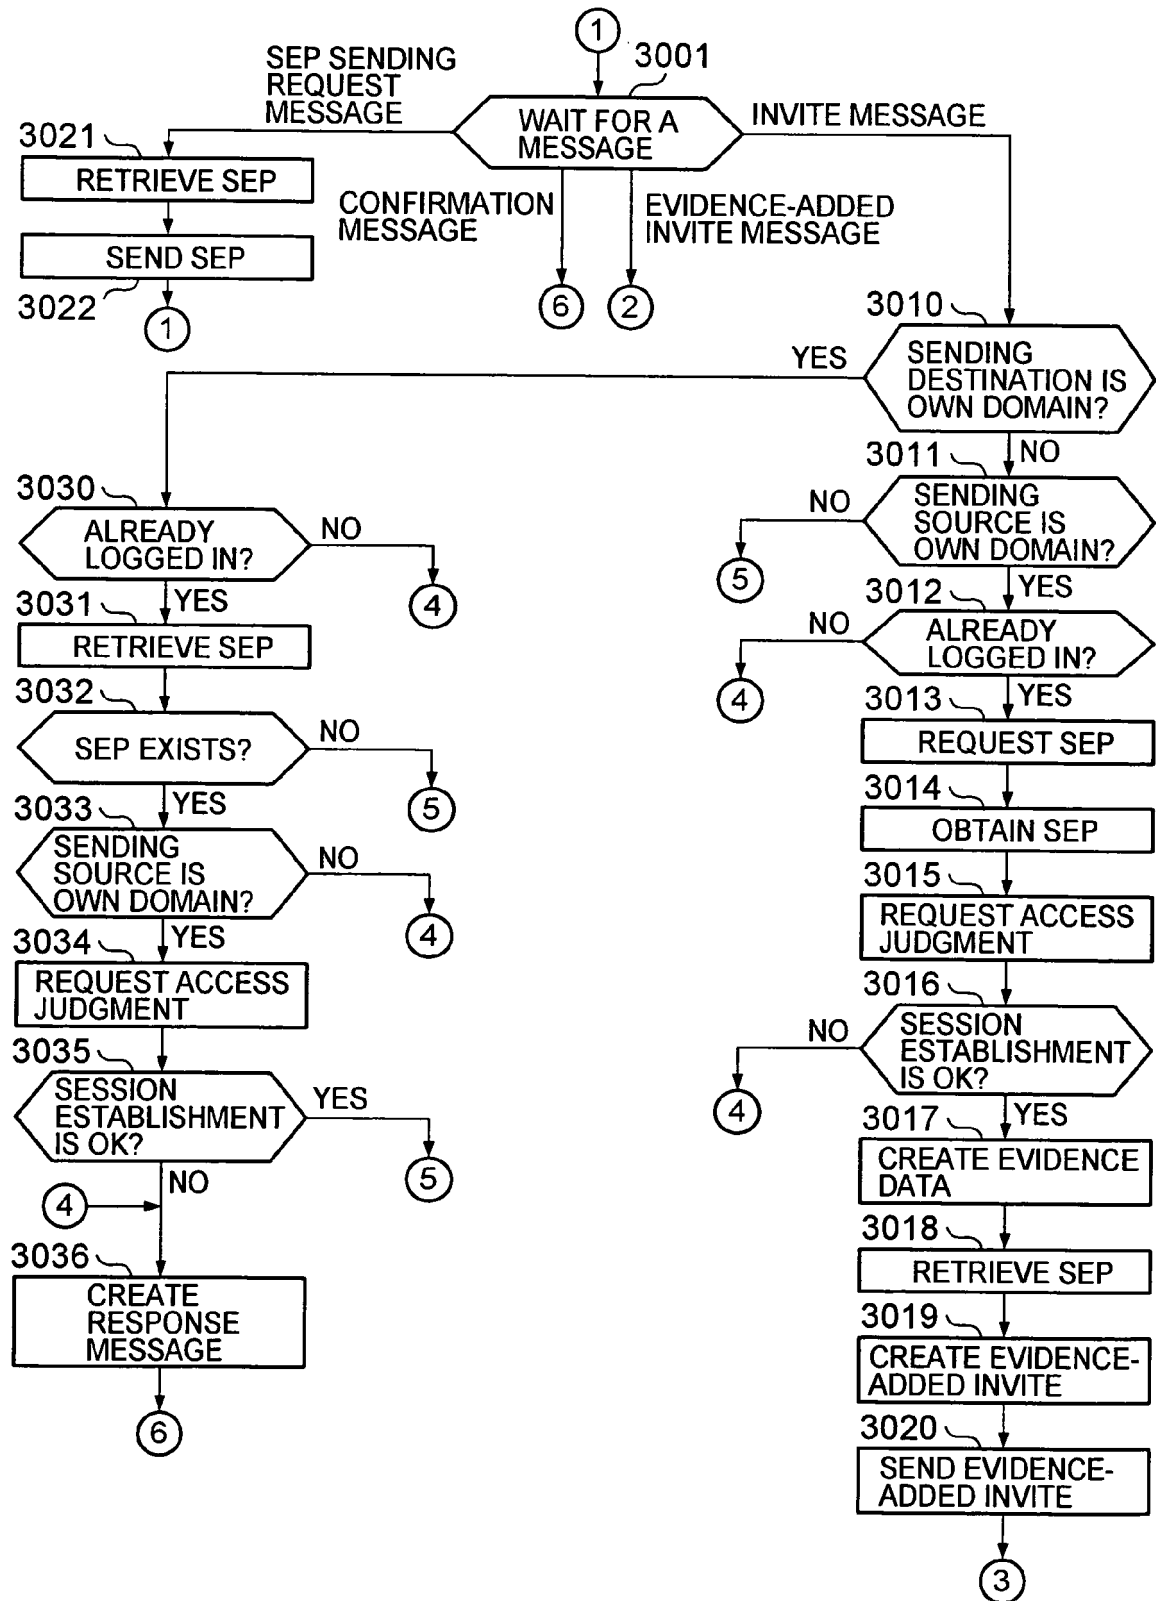 1
3001
SEP SENDING
REQUEST
MESSAGE
WAIT FOR A
MESSAGE
INVITE MESSAGE
3021
RETRIEVE SEP
SEND SEP
3022
1
CONFIRMATION
MESSAGE
EVIDENCE-ADDED
INVITE MESSAGE
6
2
3010
SENDING
DESTINATION IS
OWN DOMAIN?
YES
NO
3011
SENDING
SOURCE IS
OWN DOMAIN?
NO
5
YES
3012
ALREADY
LOGGED IN?
NO
4
YES
3013
REQUEST SEP
3014
OBTAIN SEP
3015
REQUEST ACCESS
JUDGMENT
3016
SESSION
ESTABLISHMENT
IS OK?
NO
4
YES
3017
CREATE EVIDENCE
DATA
3018
RETRIEVE SEP
3019
CREATE EVIDENCE-
ADDED INVITE
3020
SEND EVIDENCE-
ADDED INVITE
3
3030
ALREADY
LOGGED IN?
NO
4
YES
3031
RETRIEVE SEP
3032
SEP EXISTS?
NO
5
YES
3033
SENDING
SOURCE IS
OWN DOMAIN?
NO
4
YES
3034
REQUEST ACCESS
JUDGMENT
3035
SESSION
ESTABLISHMENT
IS OK?
YES
5
NO
4
3036
CREATE
RESPONSE
MESSAGE
6